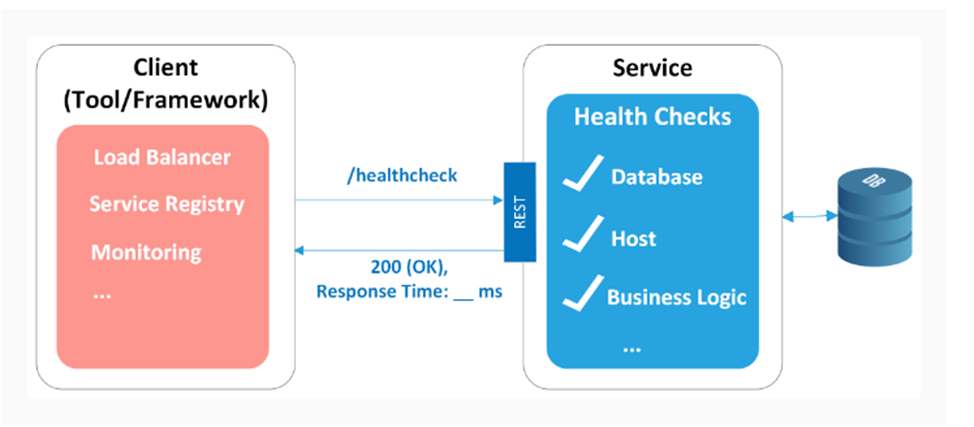 Client
(Tool/Framework)
Load Balancer
Service Registry
Monitoring
...
/healthcheck
200 (OK),
Response Time: __ ms
REST
Service
Health Checks
Database
Host
Business Logic
...
DB